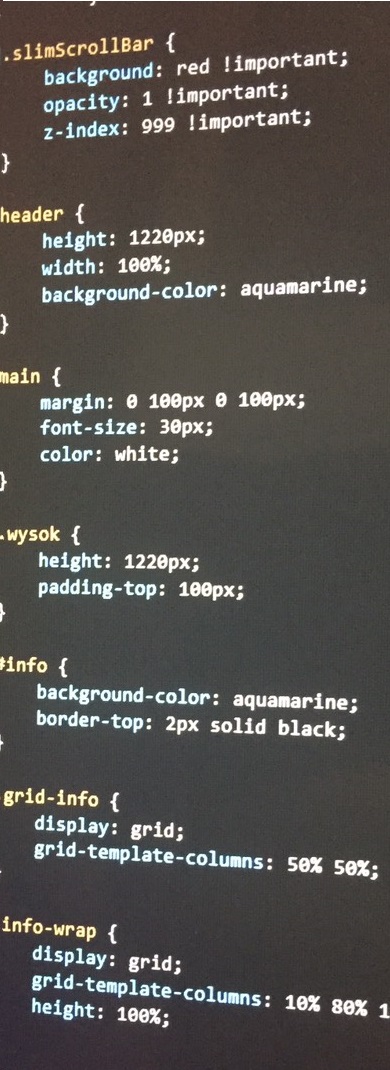 .slimScrollBar {
background: red !important;
opacity: 1 !important;
z-index: 999 !important;
}
header {
height: 1220px;
width: 100%;
background-color: aquamarine;
}
main {
margin: 0 100px 0 100px;
font-size: 30px;
color: white;
}
.wysok {
height: 1220px;
padding-top: 100px;
}
#info {
background-color: aquamarine;
border-top: 2px solid black;
}
grid-info {
display: grid;
grid-template-columns: 50% 50%;
info-wrap {
display: grid;
grid-template-columns: 10% 80% 1
height: 100%;